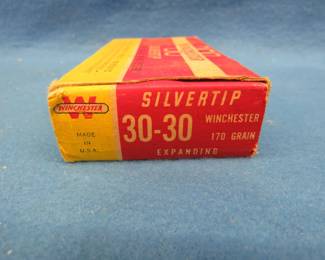 W
WINCHESTER
MADE
IN
U.S.A.
SILVERTIP
30-30 WINCHESTER
170 GRAIN
EXPANDING